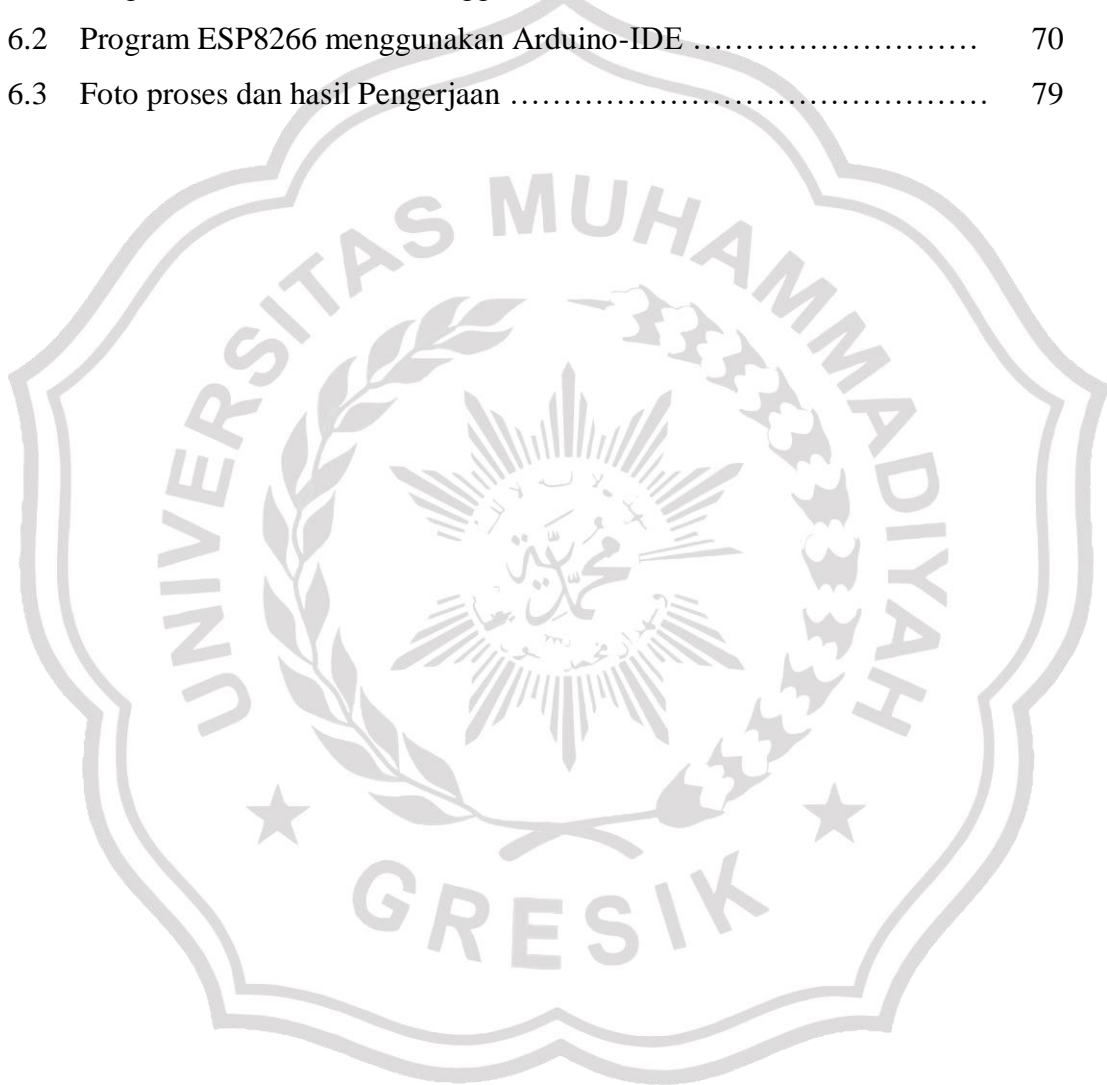 6.2 Program ESP8266 menggunakan Arduino-IDE ……………………… 70
6.3 Foto proses dan hasil Pengerjaan ……………………………………… 79
UNIVERSITAS MUHAMMADIYAH
محمدية
GRESIK